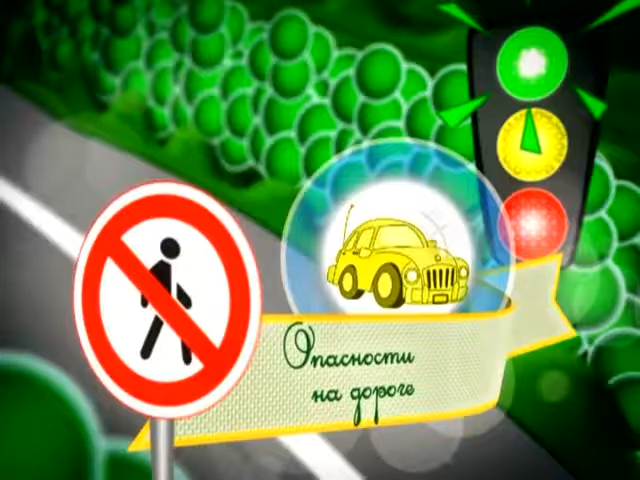 Опасности
на дороге